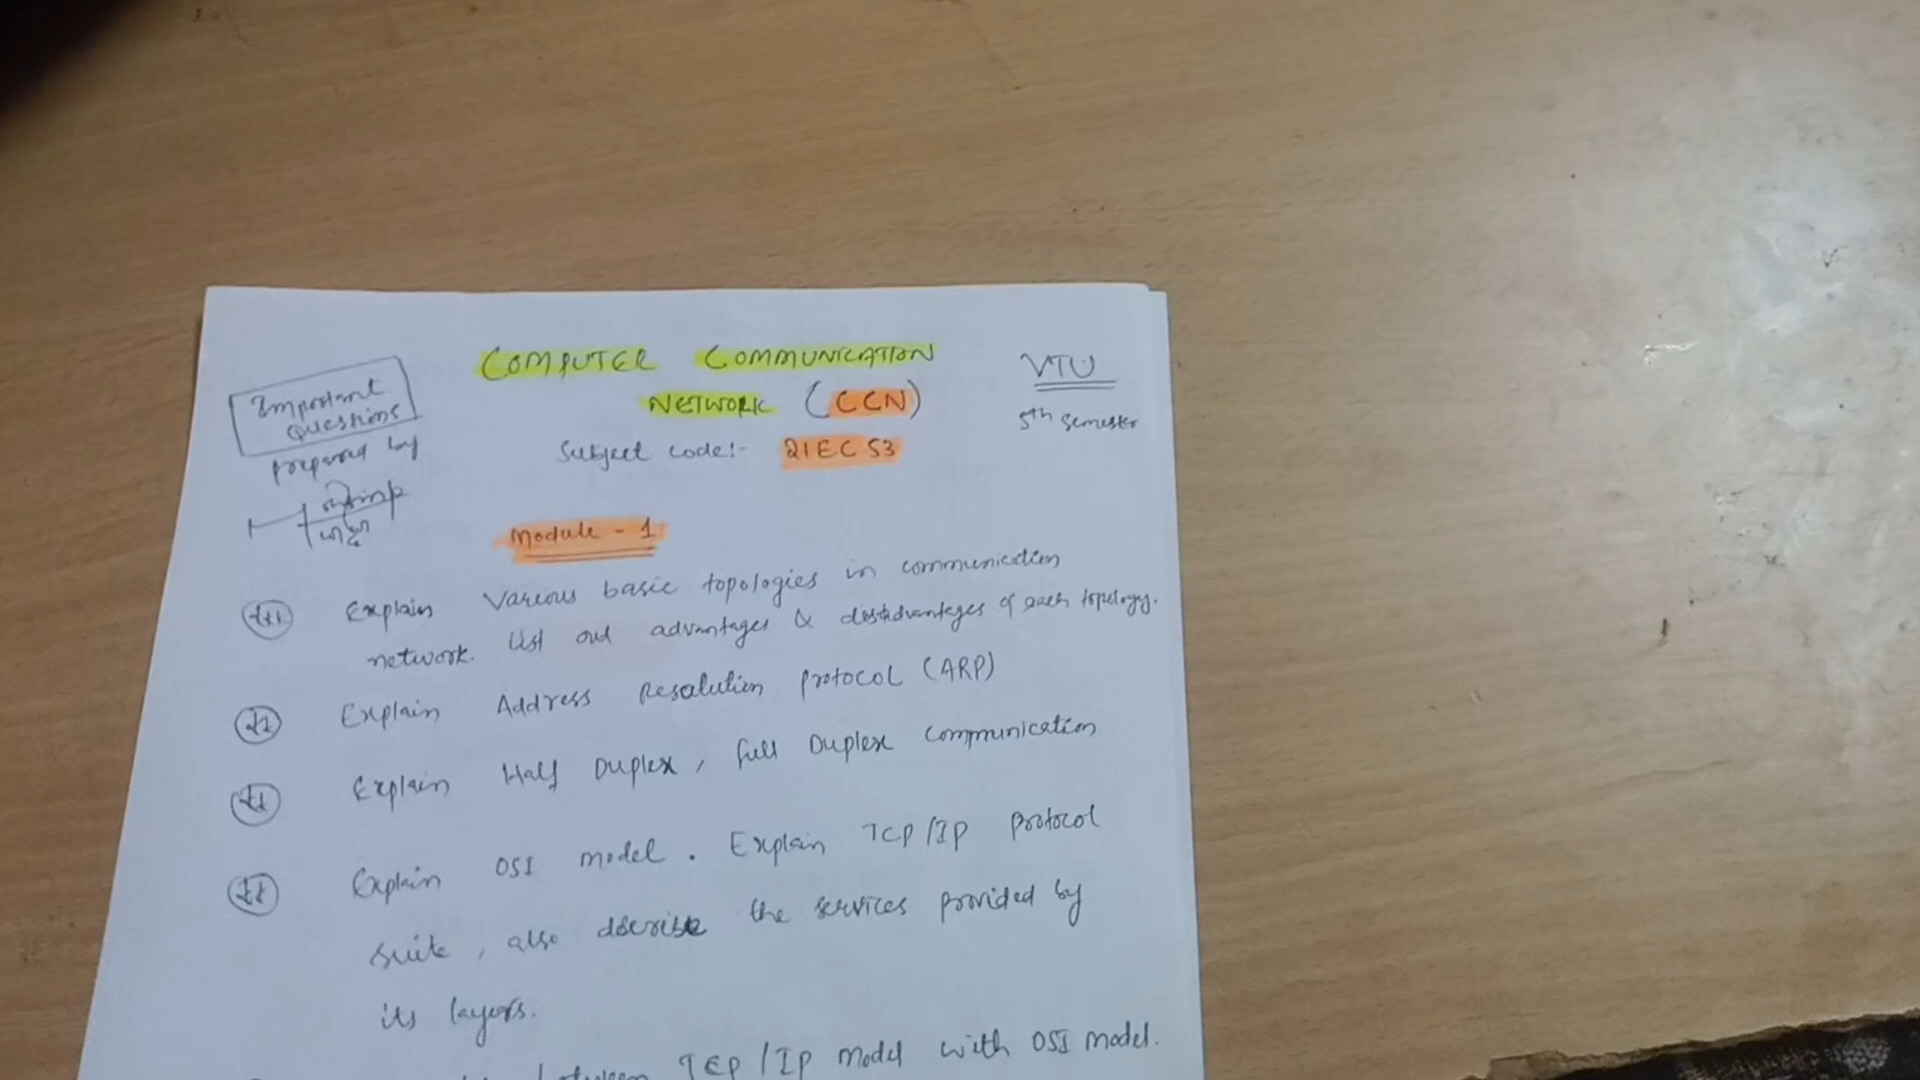 COMPUTER COMMUNICATION
NETWORK (CCN)
VTU
5th semester
Important
Questions
prepared by
Subject code:- 21EC53
Module - 1
Explain Various basic topologies in communication
network. List out advantages & disadvantages of each topology.
Explain Address Resolution Protocol (ARP)
Explain Half Duplex, Full Duplex communication
Explain OSI model. Explain TCP/IP Protocol
suite, also describe the services provided by
its layers.
between TCP/IP Model with OSI model.